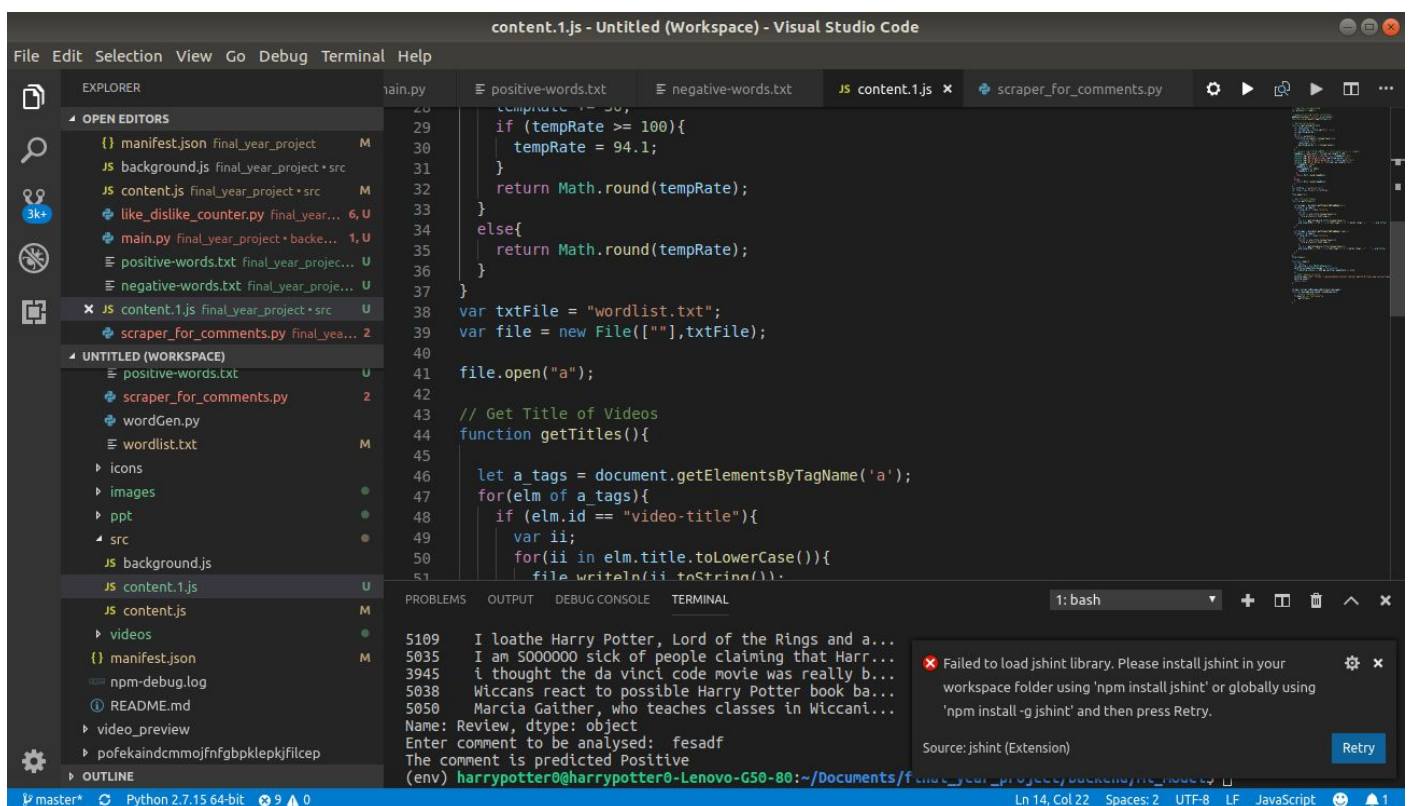 content.1.js - Untitled (Workspace) - Visual Studio Code
File Edit Selection View Go Debug Terminal Help
EXPLORER
OPEN EDITORS
{} manifest.json final_year_project M
JS background.js final_year_project • src
JS content.js final_year_project • src M
like_dislike_counter.py final_year... 6, U
main.py final_year_project • backe... 1, U
positive-words.txt final_year_projec... U
negative-words.txt final_year_proje... U
JS content.1.js final_year_project • src U
scraper_for_comments.py final_yea... 2
UNTITLED (WORKSPACE)
positive-words.txt U
scraper_for_comments.py 2
wordGen.py
wordlist.txt M
icons
images
ppt
src
JS background.js
JS content.1.js U
JS content.js M
videos
{} manifest.json M
npm-debug.log
README.md
video_preview
pofekaindcmmojfnfgbpklepkjfilcep
OUTLINE
3k+
main.py positive-words.txt negative-words.txt JS content.1.js scraper_for_comments.py
28 tempRate += 50;
29 if (tempRate >= 100){
30 tempRate = 94.1;
31 }
32 return Math.round(tempRate);
33 }
34 else{
35 return Math.round(tempRate);
36 }
37 }
38 var txtFile = "wordlist.txt";
39 var file = new File([""],txtFile);
40
41 file.open("a");
42
43 // Get Title of Videos
44 function getTitles(){
45
46 let a_tags = document.getElementsByTagName('a');
47 for(elm of a_tags){
48 if (elm.id == "video-title"){
49 var ii;
50 for(ii in elm.title.toLowerCase()){
51 file.writeln(ii.toString());
PROBLEMS OUTPUT DEBUG CONSOLE TERMINAL 1: bash
5109 I loathe Harry Potter, Lord of the Rings and a...
5035 I am SOOOOOO sick of people claiming that Harr...
3945 i thought the da vinci code movie was really b...
5038 Wiccans react to possible Harry Potter book ba...
5050 Marcia Gaither, who teaches classes in Wiccani...
Name: Review, dtype: object
Enter comment to be analysed: fesadf
The comment is predicted Positive
(env) harrypotter0@harrypotter0-Lenovo-G50-80:~/Documents/final_year_project/backend/Ml_Model$
Failed to load jshint library. Please install jshint in your
workspace folder using 'npm install jshint' or globally using
'npm install -g jshint' and then press Retry.
Source: jshint (Extension)
Retry
master* Python 2.7.15 64-bit 9 0 Ln 14, Col 22 Spaces: 2 UTF-8 LF JavaScript 1